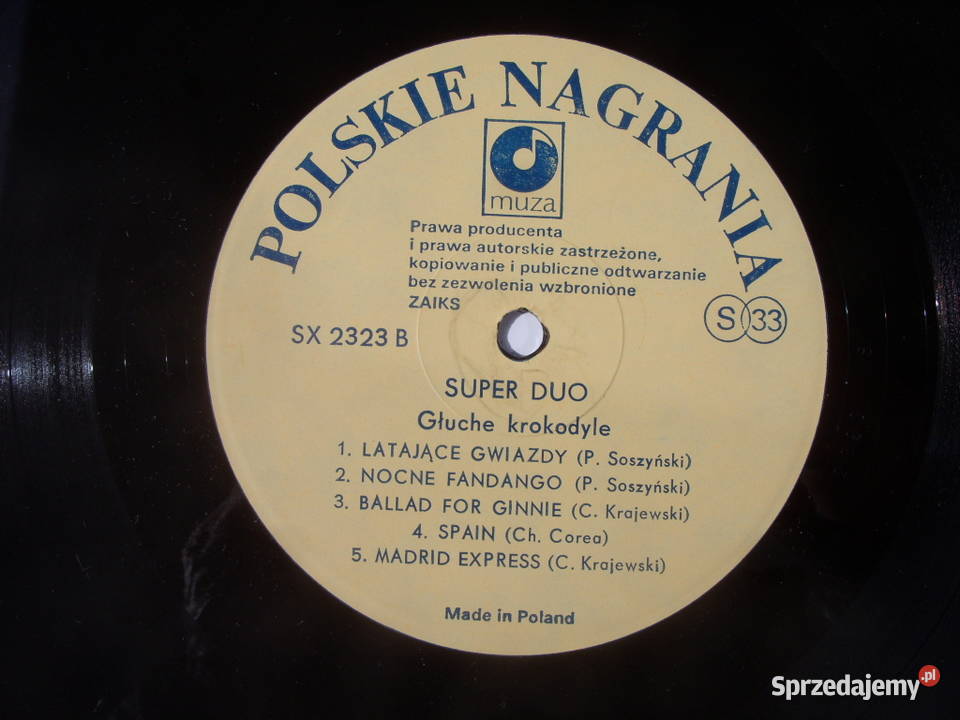 POLSKIE NAGRANIA
muza
Prawa producenta
i prawa autorskie zastrzeżone,
kopiowanie i publiczne odtwarzanie
bez zezwolenia wzbronione
ZAIKS
SX 2323 B
S 33
SUPER DUO
Głuche krokodyle
1. LATAJĄCE GWIAZDY (P. Soszyński)
2. NOCNE FANDANGO (P. Soszyński)
3. BALLAD FOR GINNIE (C. Krajewski)
4. SPAIN (Ch. Corea)
5. MADRID EXPRESS (C. Krajewski)
Made in Poland
Sprzedajemy.pl